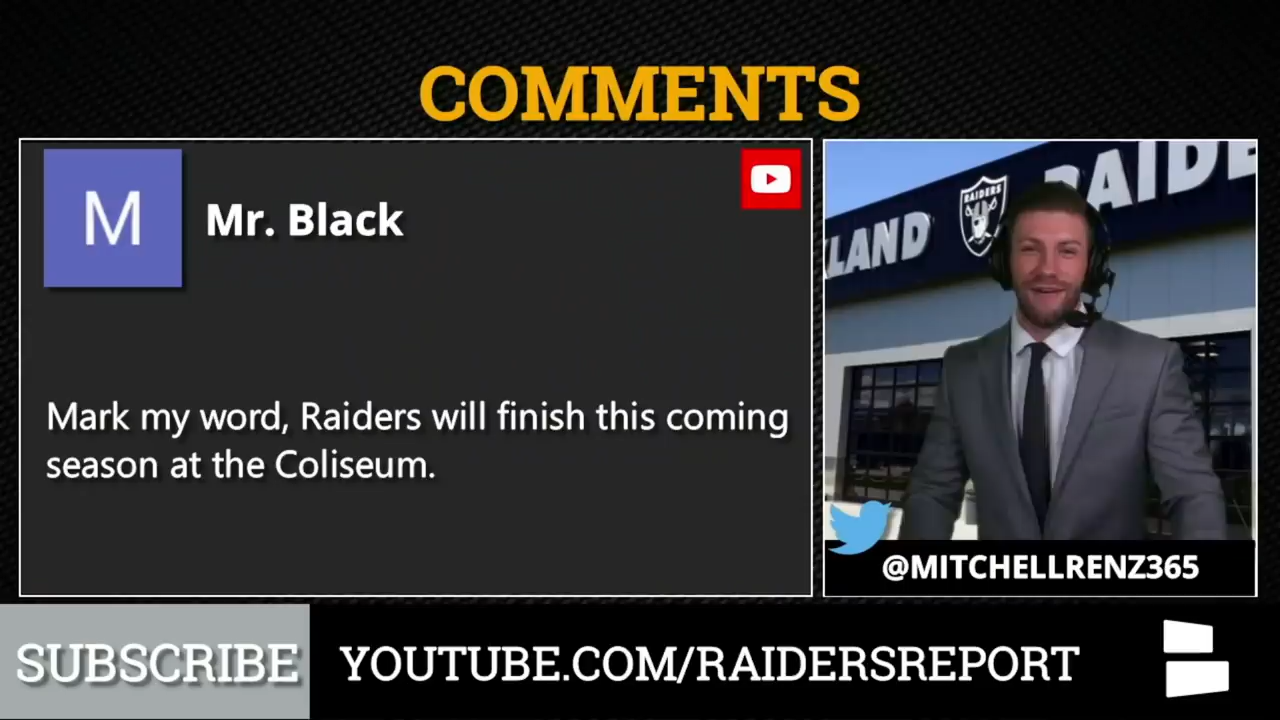 COMMENTS
M
Mr. Black
Mark my word, Raiders will finish this coming
season at the Coliseum.
LAND
RAIDERS
RAIDE
@MITCHELLRENZ365
SUBSCRIBE
YOUTUBE.COM/RAIDERSREPORT